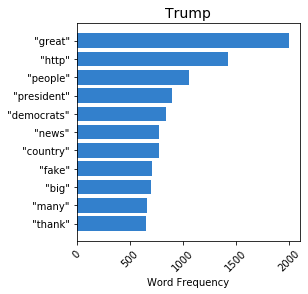 Trump
"great"
"http"
"people"
"president"
"democrats"
"news"
"country"
"fake"
"big"
"many"
"thank"
0 500 1000 1500 2000
Word Frequency